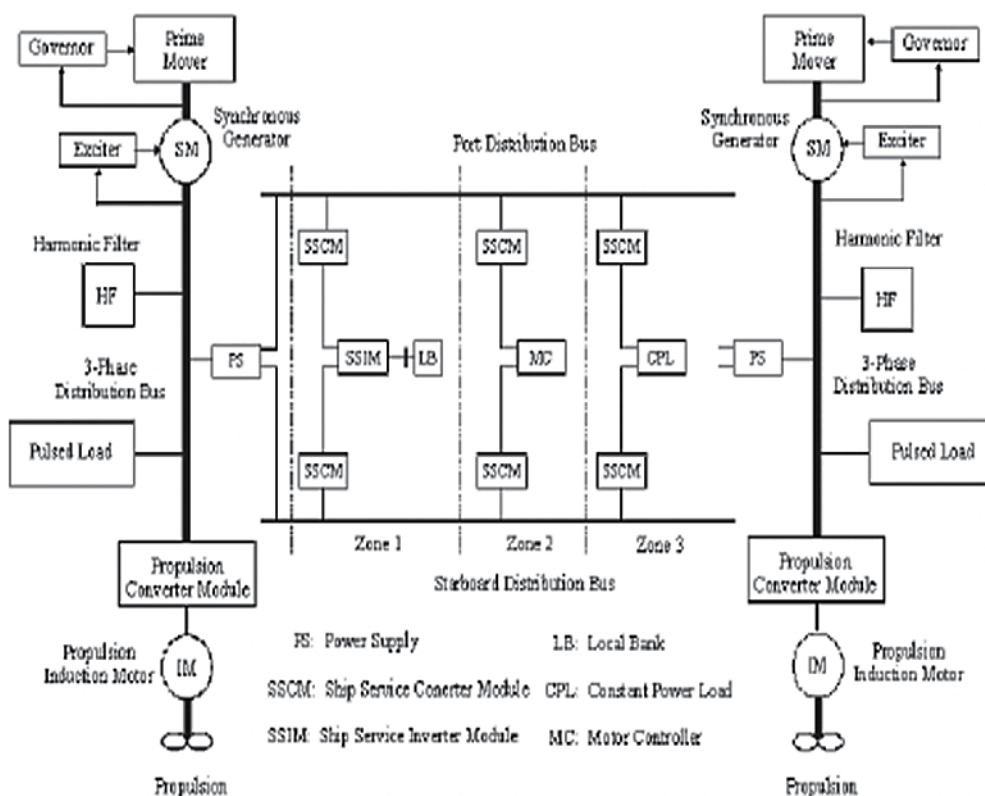 Governor
Prime
Mover
Synchronous
Generator
Exciter
SM
Harmonic Filter
HF
3-Phase
Distribution Bus
PS
Pulsed Load
Propulsion
Converter Module
Propulsion
Induction Motor
IM
Propulsion
Port Distribution Bus
SSCM
SSCM
SSCM
SSIM
LB
MC
CPL
SSCM
SSCM
SSCM
Zone 1
Zone 2
Zone 3
Starboard Distribution Bus
PS: Power Supply
LB: Local Bank
SSCM: Ship Service Conerter Module
CPL: Constant Power Load
SSIM: Ship Service Inverter Module
MC: Motor Controller
Prime
Mover
Governor
Synchronous
Generator
SM
Exciter
Harmonic Filter
HF
PS
3-Phase
Distribution Bus
Pulsed Load
Propulsion
Converter Module
IM
Propulsion
Induction Motor
Propulsion